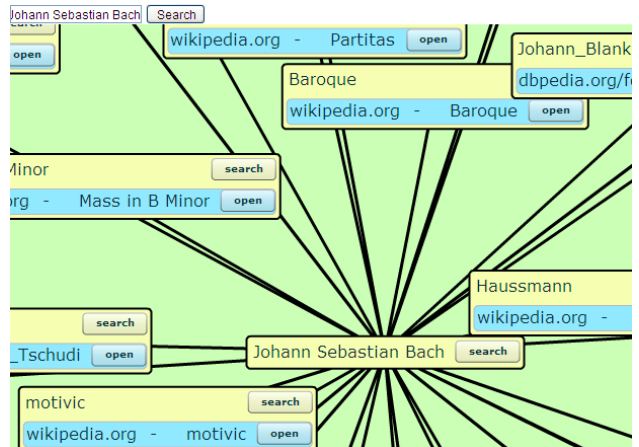 Johann Sebastian Bach Search
search
wikipedia.org - Partitas open
open
Johann_Blank
dbpedia.org/fe
Baroque
wikipedia.org - Baroque open
Minor search
org - Mass in B Minor open
Haussmann
wikipedia.org -
search
_Tschudi open
Johann Sebastian Bach search
motivic search
wikipedia.org - motivic open